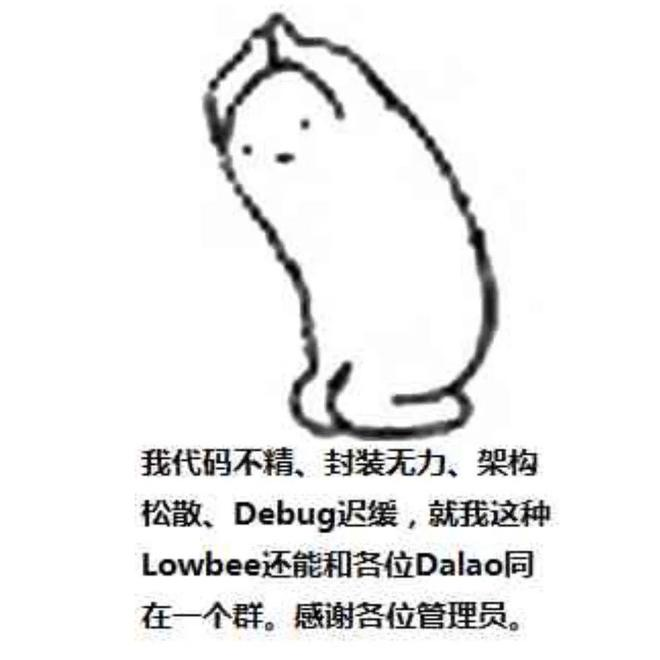 我代码不精、封装无力、架构
松散、Debug迟缓，就我这种
Lowbee还能和各位Dalao同
在一个群。感谢各位管理员。